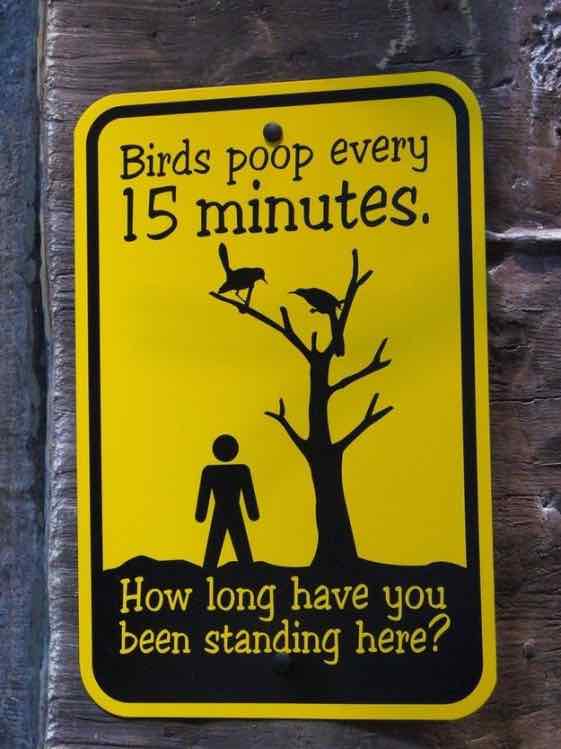 Birds poop every
15 minutes.
How long have you
been standing here?